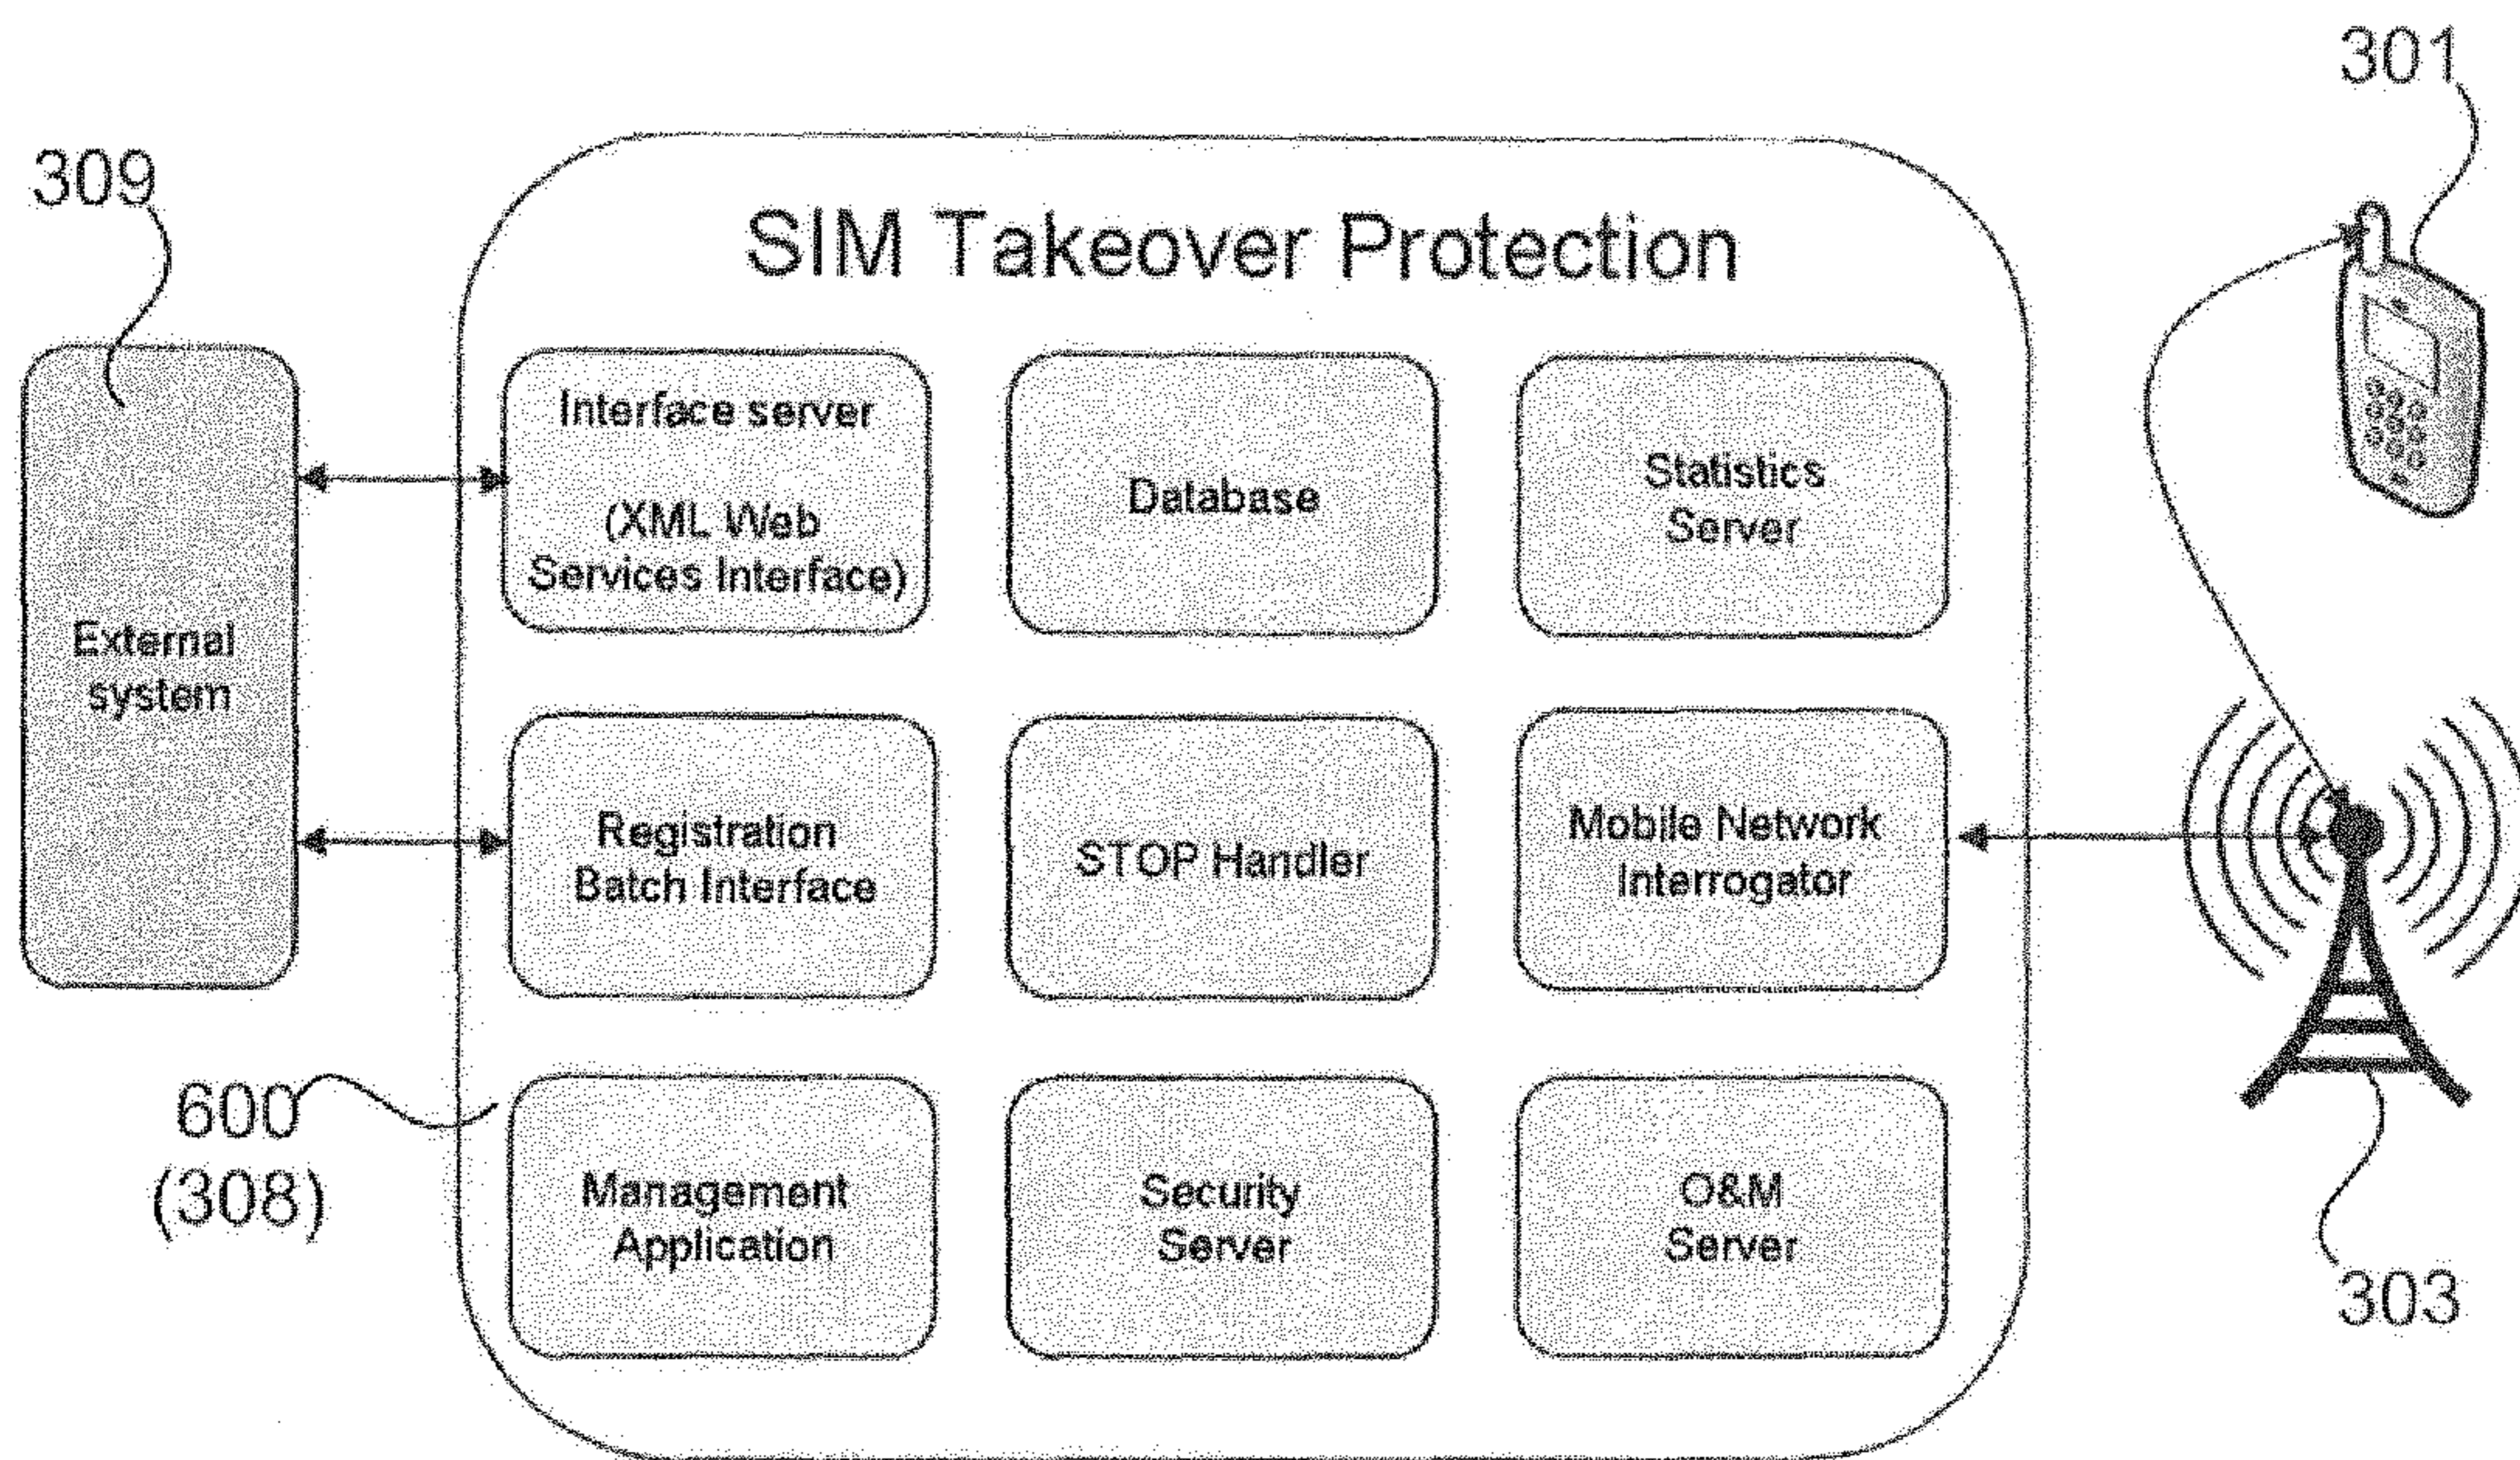 301
309
SIM Takeover Protection
Interface server
(XML Web
Services Interface)
Database
Statistics
Server
External
system
Registration
Batch Interface
STOP Handler
Mobile Network
Interrogator
600
(308)
Management
Application
Security
Server
O&M
Server
303